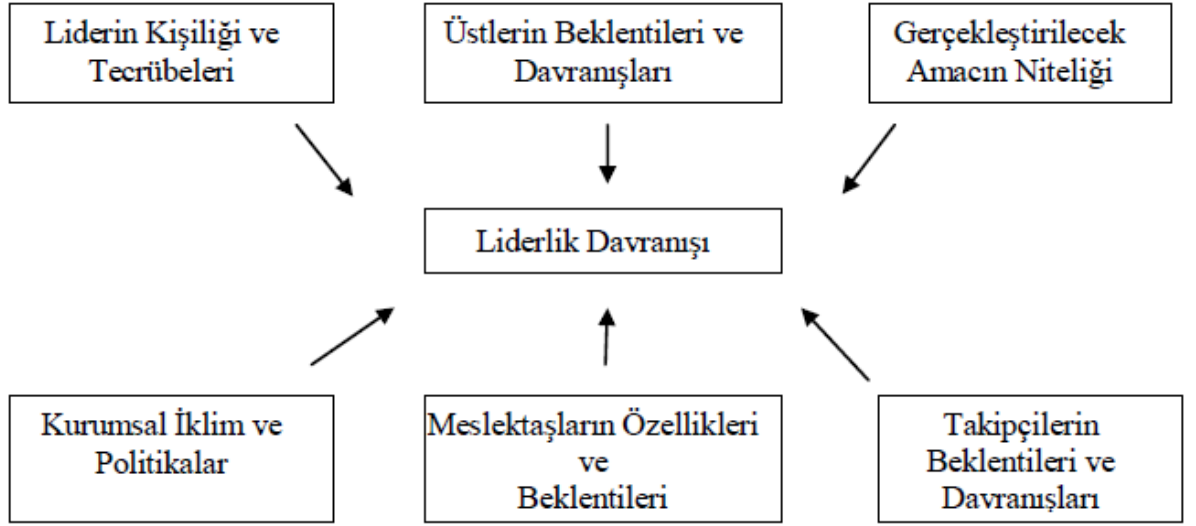 Liderin Kişiliği ve
Tecrübeleri
Üstlerin Beklentileri ve
Davranışları
Gerçekleştirilecek
Amacın Niteliği
Liderlik Davranışı
Kurumsal İklim ve
Politikalar
Meslektaşların Özellikleri
ve
Beklentileri
Takipçilerin
Beklentileri ve
Davranışları